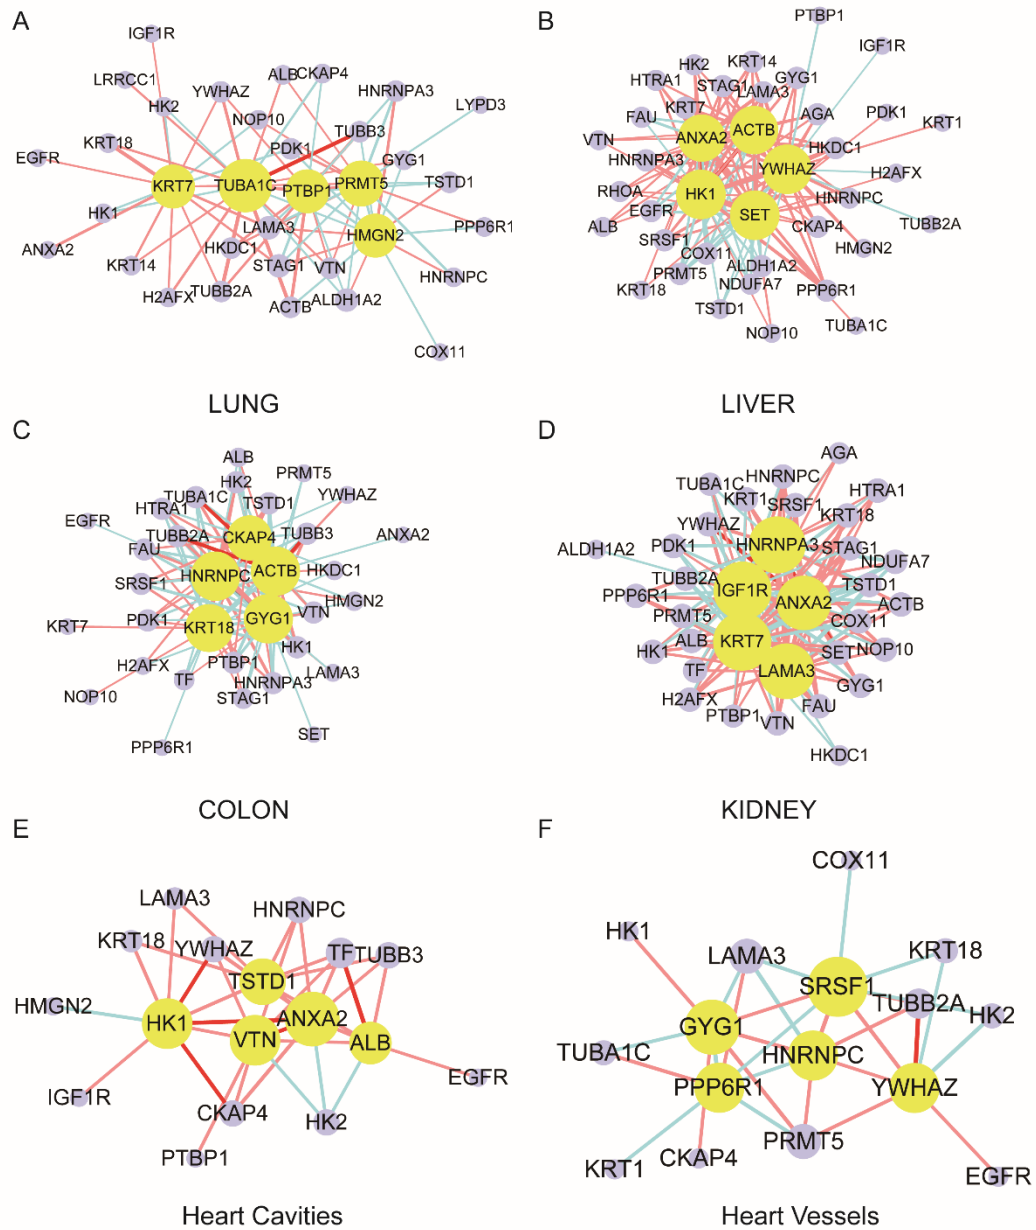 A
IGF1R
LRRCC1
HK2
YWHAZ
ALB
CKAP4
HNRNPA3
LYPD3
NOP10
TUBB3
KRT18
PDK1
GYG1
EGFR
KRT7
TUBA1C
PTBP1
PRMT5
TSTD1
HK1
LAMA3
HMGN2
PPP6R1
ANXA2
HKDC1
KRT14
STAG1
VTN
HNRNPC
H2AFX
TUBB2A
ACTB
ALDH1A2
COX11
LUNG
B
PTBP1
IGF1R
HK2
KRT14
HTRA1
STAG1
LAMA3
GYG1
KRT7
AGA
PDK1
FAU
ACTB
KRT1
VTN
ANXA2
HKDC1
HNRNPA3
YWHAZ
H2AFX
RHOA
HK1
HNRNPC
EGFR
SET
ALB
CKAP4
TUBB2A
SRSF1
HMGN2
COX11
PRMT5
ALDH1A2
KRT18
NDUFA7
PPP6R1
TSTD1
TUBA1C
NOP10
LIVER
C
ALB
HK2
PRMT5
TUBA1C
TSTD1
YWHAZ
HTRA1
EGFR
TUBB2A
CKAP4
TUBB3
ANXA2
FAU
HNRNPC
ACTB
HKDC1
SRSF1
HMGN2
PDK1
GYG1
VTN
KRT7
KRT18
HK1
H2AFX
PTBP1
LAMA3
NOP10
TF
HNRNPA3
STAG1
SET
PPP6R1
COLON
D
AGA
HNRNPC
TUBA1C
KRT1
SRSF1
HTRA1
YWHAZ
KRT18
HNRNPA3
STAG1
ALDH1A2
PDK1
NDUFA7
TUBB2A
TSTD1
PPP6R1
IGF1R
ANXA2
ACTB
PRMT5
COX11
ALB
KRT7
SET
NOP10
HK1
TF
LAMA3
GYG1
H2AFX
FAU
PTBP1
VTN
HKDC1
KIDNEY
E
LAMA3
HNRNPC
KRT18
YWHAZ
TF
TUBB3
TSTD1
HMGN2
HK1
ANXA2
VTN
ALB
EGFR
IGF1R
CKAP4
HK2
PTBP1
Heart Cavities
F
COX11
HK1
LAMA3
KRT18
SRSF1
TUBB2A
GYG1
HK2
TUBA1C
HNRNPC
PPP6R1
YWHAZ
PRMT5
KRT1
CKAP4
EGFR
Heart Vessels